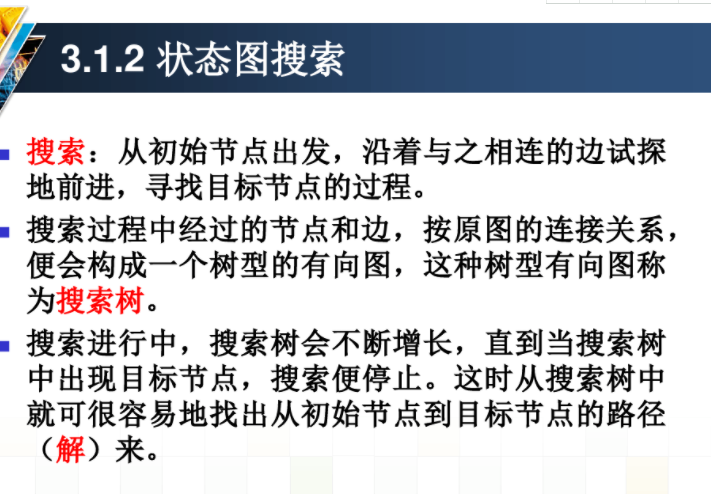 3.1.2 状态图搜索
搜索：从初始节点出发，沿着与之相连的边试探
地前进，寻找目标节点的过程。
搜索过程中经过的节点和边，按原图的连接关系，
便会构成一个树型的有向图，这种树型有向图称
为搜索树。
搜索进行中，搜索树会不断增长，直到当搜索树
中出现目标节点，搜索便停止。这时从搜索树中
就可很容易地找出从初始节点到目标节点的路径
（解）来。